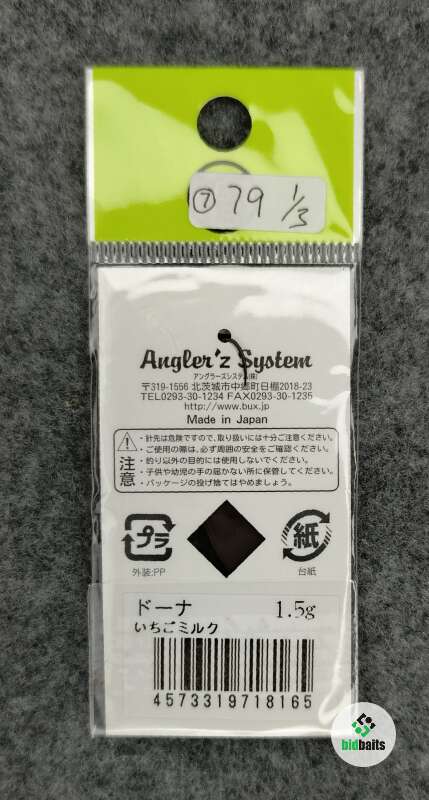 ⑦ 79 1/3
Angler'z System
アングラーズシステム(株)
〒319-1556 北茨城市中郷町日棚2018-23
TEL0293-30-1234 FAX0293-30-1235
http://www.bux.jp
Made in Japan
注意
・針先は危険ですので、取り扱いには十分ご注意ください。
・ご使用の際は、必ず周囲の安全をご確認ください。
・釣り以外の目的には使用しないでください。
・子供や幼児の手の届かない所に保管してください。
・パッケージの投げ捨てはやめましょう。
プラ
外装:PP
紙
台紙
ドーナ 1.5g
いちごミルク
4573319718165
bidbaits